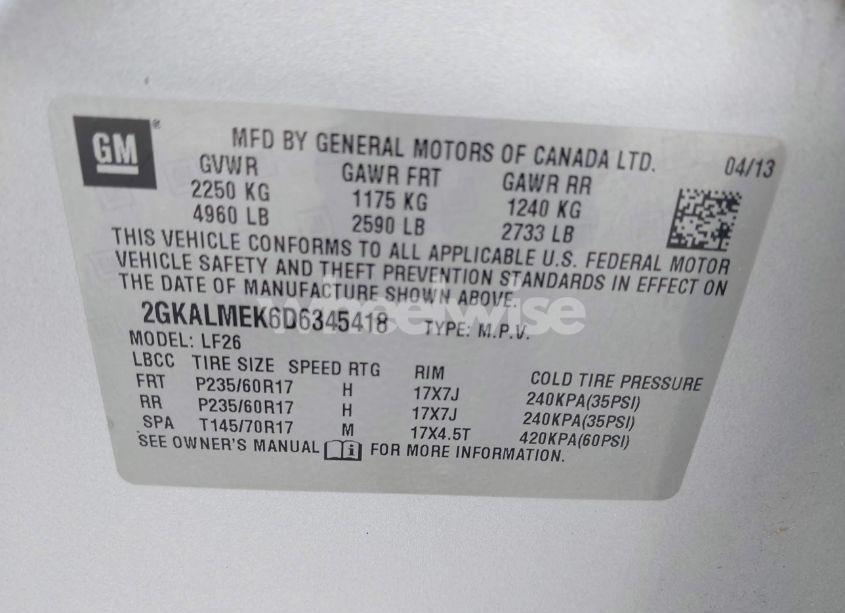 GM
MFD BY GENERAL MOTORS OF CANADA LTD. 04/13
GVWR GAWR FRT GAWR RR
2250 KG 1175 KG 1240 KG
4960 LB 2590 LB 2733 LB
THIS VEHICLE CONFORMS TO ALL APPLICABLE U.S. FEDERAL MOTOR
VEHICLE SAFETY AND THEFT PREVENTION STANDARDS IN EFFECT ON
THE DATE OF MANUFACTURE SHOWN ABOVE.
Wheelwise
2GKALMEK6D6345418 TYPE: M.P.V.
MODEL: LF26
LBCC TIRE SIZE SPEED RTG RIM COLD TIRE PRESSURE
FRT P235/60R17 H 17X7J 240KPA(35PSI)
RR P235/60R17 H 17X7J 240KPA(35PSI)
SPA T145/70R17 M 17X4.5T 420KPA(60PSI)
SEE OWNER'S MANUAL FOR MORE INFORMATION.